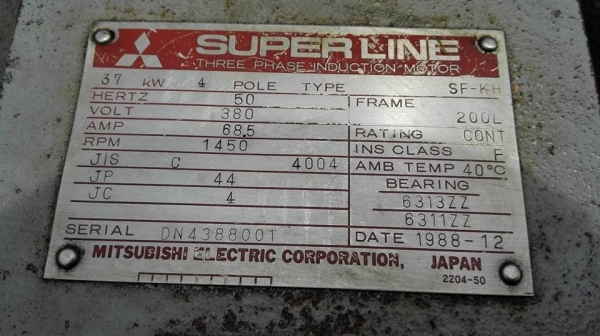 SUPER LINE
THREE PHASE INDUCTION MOTOR
37 kW 4 POLE TYPE SF-KH
HERTZ 50 FRAME 200L
VOLT 380
AMP 68.5 RATING CONT
RPM 1450 INS CLASS F
JIS C 4004 AMB TEMP 40°C
JP 44 BEARING
JC 4 6313ZZ
6311ZZ
SERIAL DN4388001 DATE 1988-12
MITSUBISHI ELECTRIC CORPORATION, JAPAN
2204-50